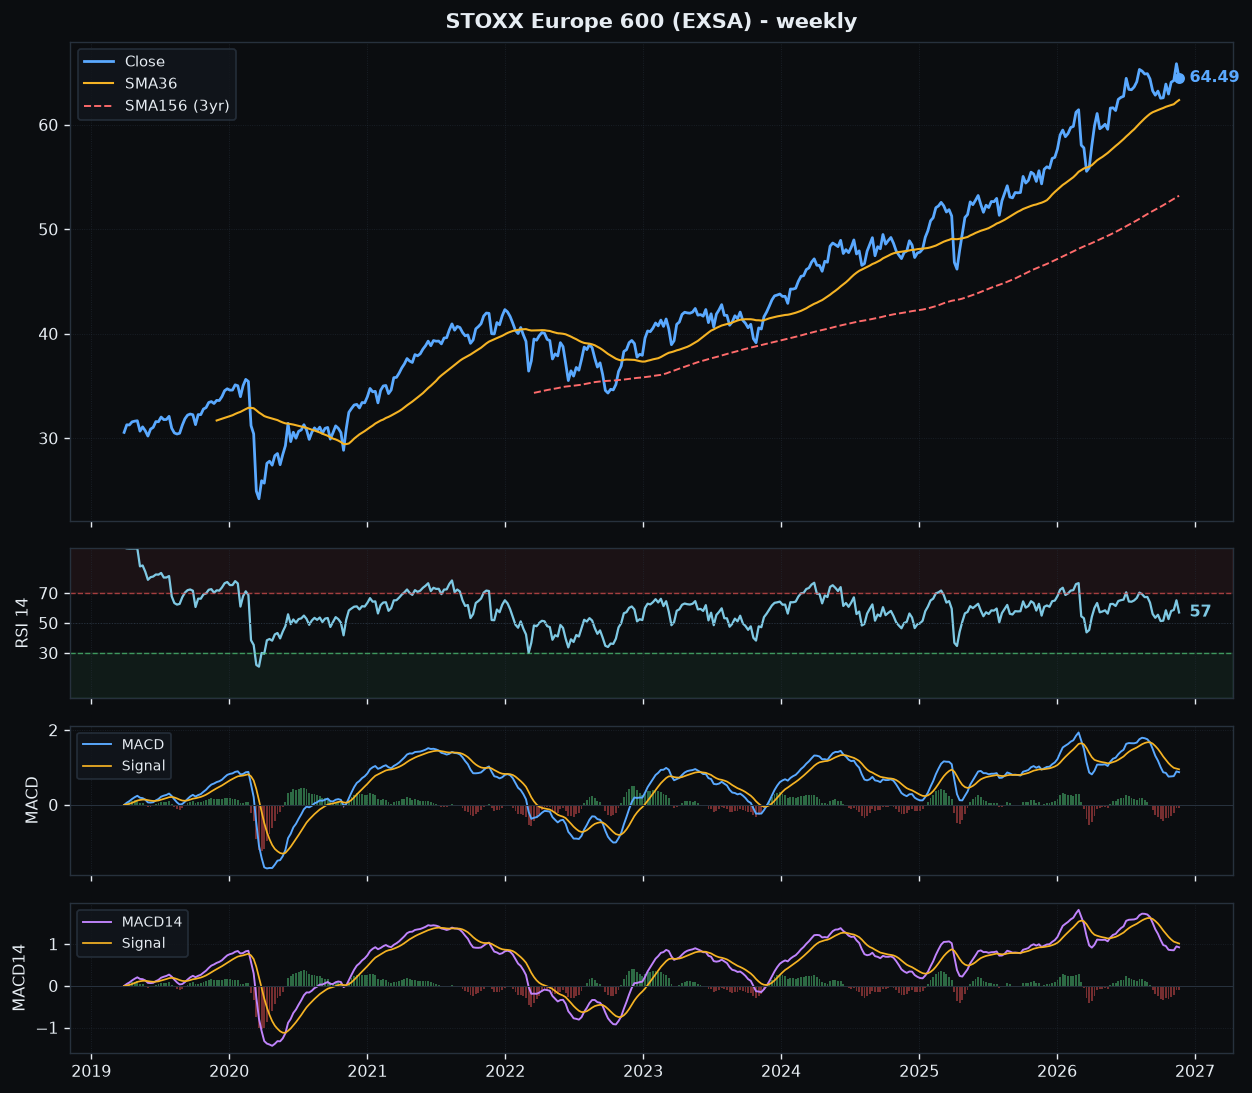 STOXX Europe 600 (EXSA) - weekly
Close
SMA36
SMA156 (3yr)
64.49
60
50
40
30
RSI 14
70
50
30
57
MACD
MACD
Signal
2
0
MACD14
MACD14
Signal
1
0
−1
2019 2020 2021 2022 2023 2024 2025 2026 2027